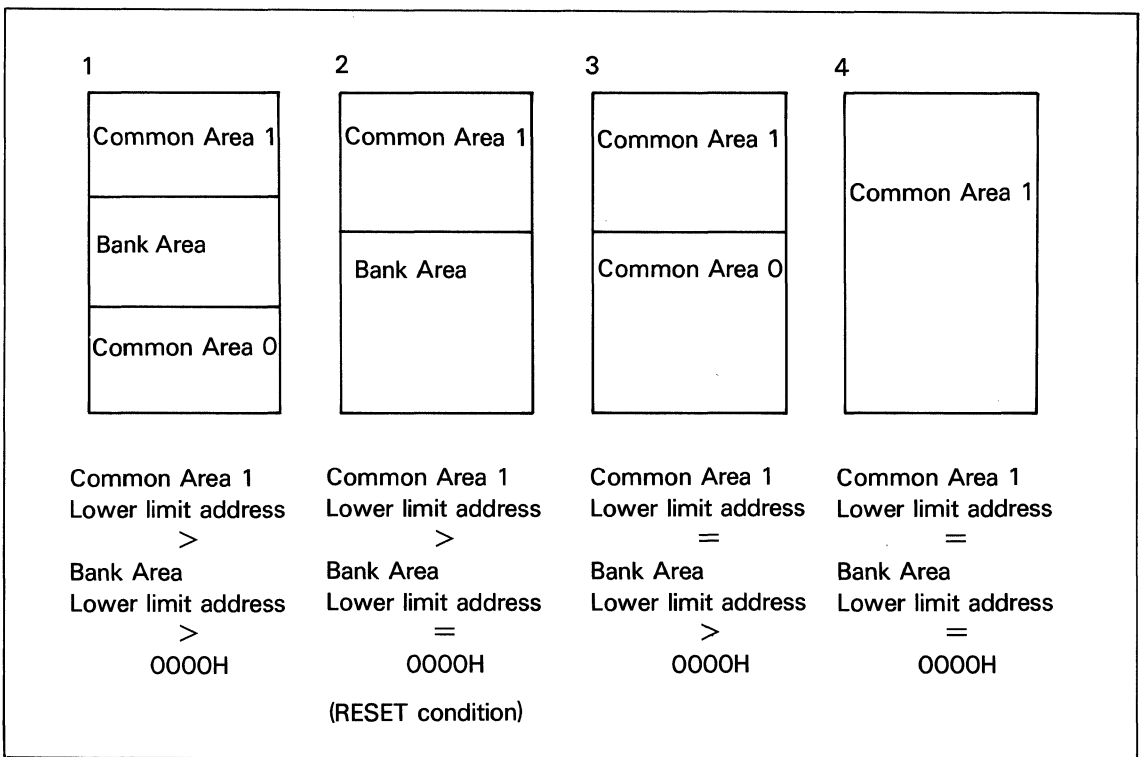 1
2
3
4
Common Area 1
Bank Area
Common Area 0
Common Area 1
Bank Area
Common Area 1
Common Area 0
Common Area 1
Common Area 1
Lower limit address
>
Bank Area
Lower limit address
>
0000H
Common Area 1
Lower limit address
>
Bank Area
Lower limit address
=
0000H
(RESET condition)
Common Area 1
Lower limit address
=
Bank Area
Lower limit address
>
0000H
Common Area 1
Lower limit address
=
Bank Area
Lower limit address
=
0000H